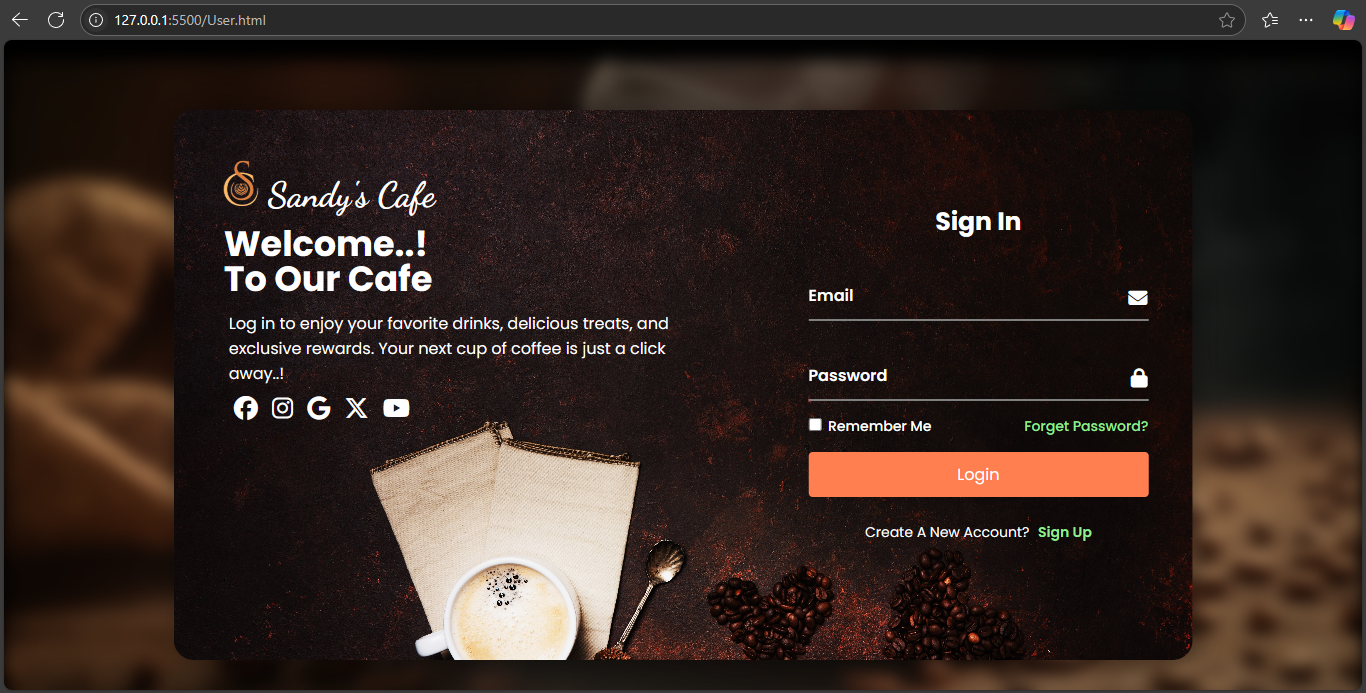 127.0.0.1:5500/User.html
Sandy's Cafe
Welcome..!
To Our Cafe
Log in to enjoy your favorite drinks, delicious treats, and
exclusive rewards. Your next cup of coffee is just a click
away..!
Sign In
Email
Password
Remember Me Forget Password?
Login
Create A New Account? Sign Up